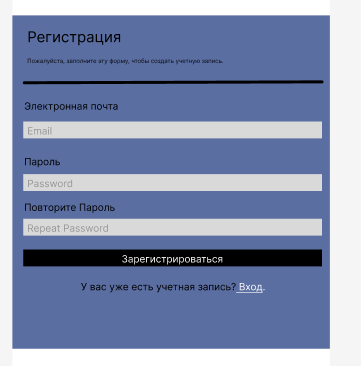 Регистрация
Пожалуйста, заполните эту форму, чтобы создать учетную запись.
Электронная почта
Email
Пароль
Password
Повторите Пароль
Repeat Password
Зарегистрироваться
У вас уже есть учетная запись? Вход.